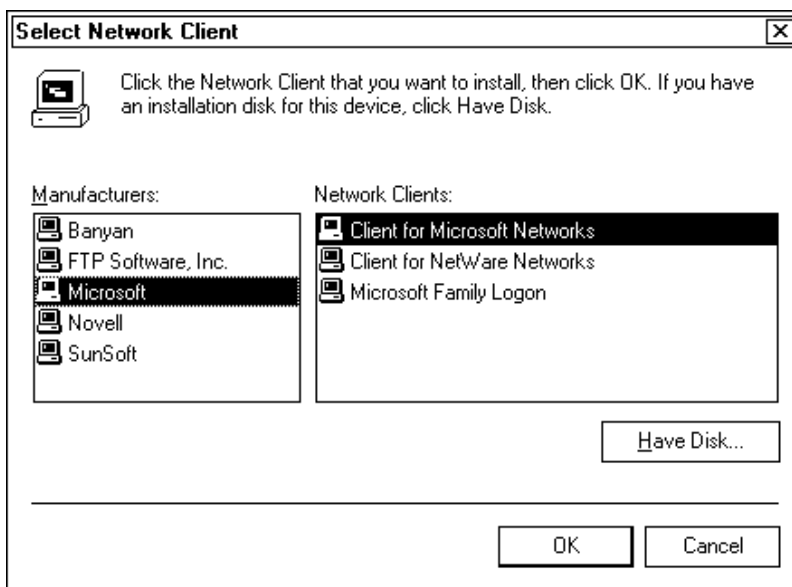 Select Network Client
Click the Network Client that you want to install, then click OK. If you have
an installation disk for this device, click Have Disk.
Manufacturers:
Banyan
FTP Software, Inc.
Microsoft
Novell
SunSoft
Network Clients:
Client for Microsoft Networks
Client for NetWare Networks
Microsoft Family Logon
Have Disk...
OK
Cancel